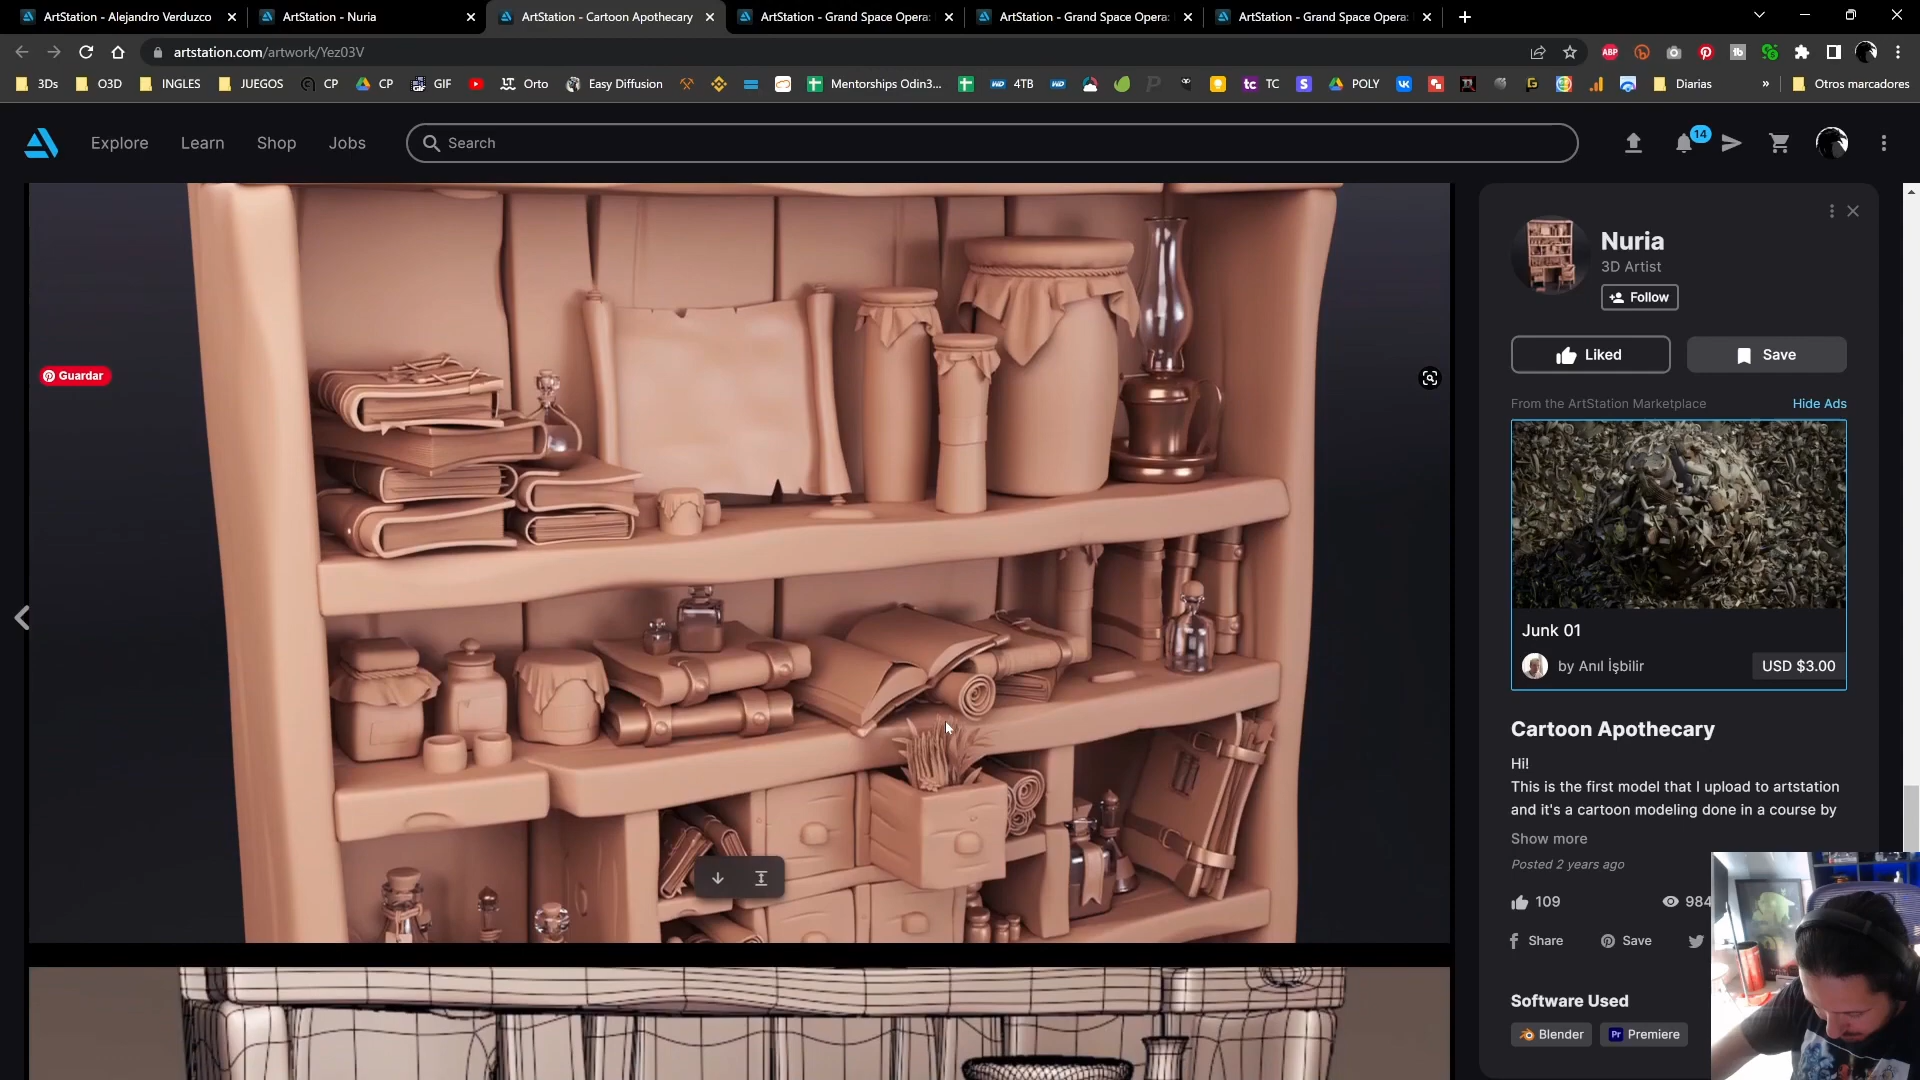 ArtStation - Alejandro Verduzco
ArtStation - Nuria
ArtStation - Cartoon Apothecary
ArtStation - Grand Space Opera:
ArtStation - Grand Space Opera:
ArtStation - Grand Space Opera:
artstation.com/artwork/Yez03V
ABP
3Ds
O3D
INGLES
JUEGOS
CP
CP
GIF
Orto
Easy Diffusion
Mentorships Odin3...
4TB
TC
POLY
Diarias
»
Otros marcadores
Explore
Learn
Shop
Jobs
Search
14
Guardar
Nuria
3D Artist
Follow
Liked
Save
From the ArtStation Marketplace
Hide Ads
Junk 01
by Anıl İşbilir
USD $3.00
Cartoon Apothecary
Hi!
This is the first model that I upload to artstation
and it's a cartoon modeling done in a course by
Show more
Posted 2 years ago
109
984
Share
Save
Software Used
Blender
Pr Premiere